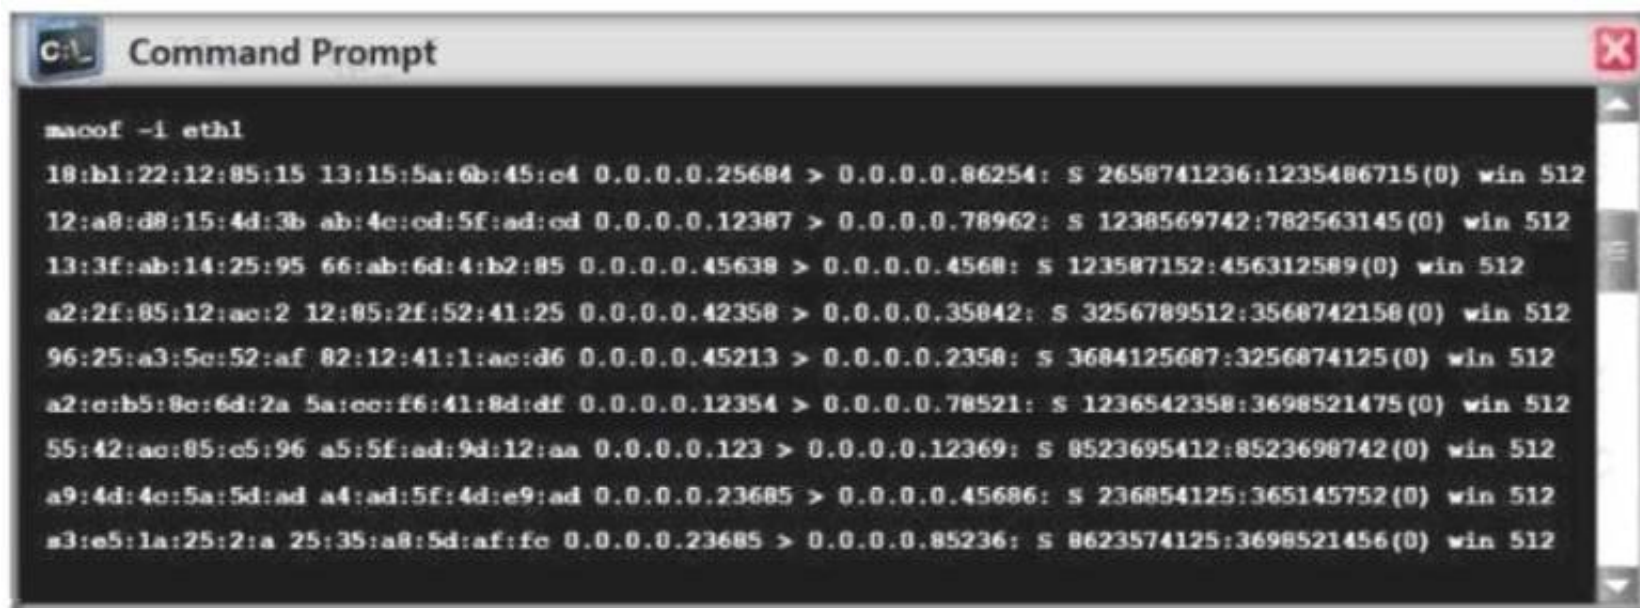 C:\_ Command Prompt
macof -i eth1
18:b1:22:12:85:15 13:15:5a:6b:45:c4 0.0.0.0.25684 > 0.0.0.0.86254: S 2658741236:1235486715(0) win 512
12:a8:d8:15:4d:3b ab:4c:cd:5f:ad:cd 0.0.0.0.12387 > 0.0.0.0.78962: S 1238569742:782563145(0) win 512
13:3f:ab:14:25:95 66:ab:6d:4:b2:85 0.0.0.0.45638 > 0.0.0.0.4568: S 123587152:456312589(0) win 512
a2:2f:85:12:ac:2 12:85:2f:52:41:25 0.0.0.0.42358 > 0.0.0.0.35842: S 3256789512:3568742158(0) win 512
96:25:a3:5c:52:af 82:12:41:1:ac:d6 0.0.0.0.45213 > 0.0.0.0.2358: S 3684125687:3256874125(0) win 512
a2:c:b5:8c:6d:2a 5a:cc:f6:41:8d:df 0.0.0.0.12354 > 0.0.0.0.78521: S 1236542358:3698521475(0) win 512
55:42:ac:85:c5:96 a5:5f:ad:9d:12:aa 0.0.0.0.123 > 0.0.0.0.12369: S 8523695412:8523698742(0) win 512
a9:4d:4c:5a:5d:ad a4:ad:5f:4d:e9:ad 0.0.0.0.23685 > 0.0.0.0.45686: S 236854125:365145752(0) win 512
s3:e5:1a:25:2:a 25:35:a8:5d:af:fc 0.0.0.0.23685 > 0.0.0.0.85236: S 8623574125:3698521456(0) win 512